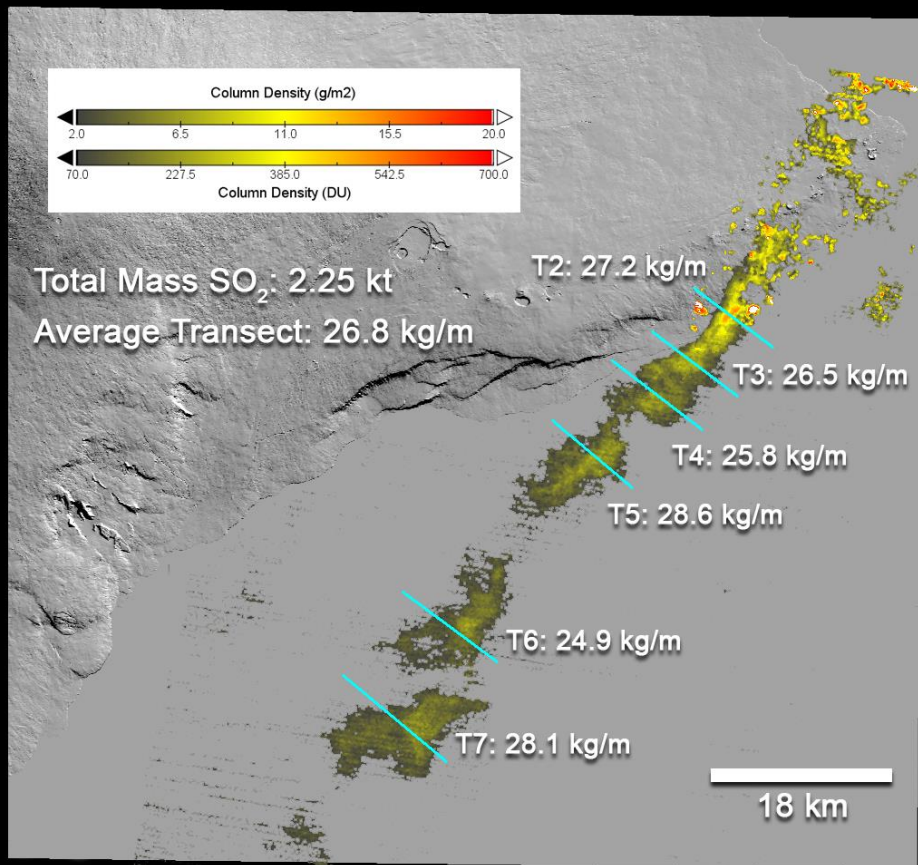 Column Density (g/m2)
2.0 6.5 11.0 15.5 20.0
70.0 227.5 385.0 542.5 700.0
Column Density (DU)
Total Mass SO₂: 2.25 kt
Average Transect: 26.8 kg/m
T2: 27.2 kg/m
T3: 26.5 kg/m
T4: 25.8 kg/m
T5: 28.6 kg/m
T6: 24.9 kg/m
T7: 28.1 kg/m
18 km